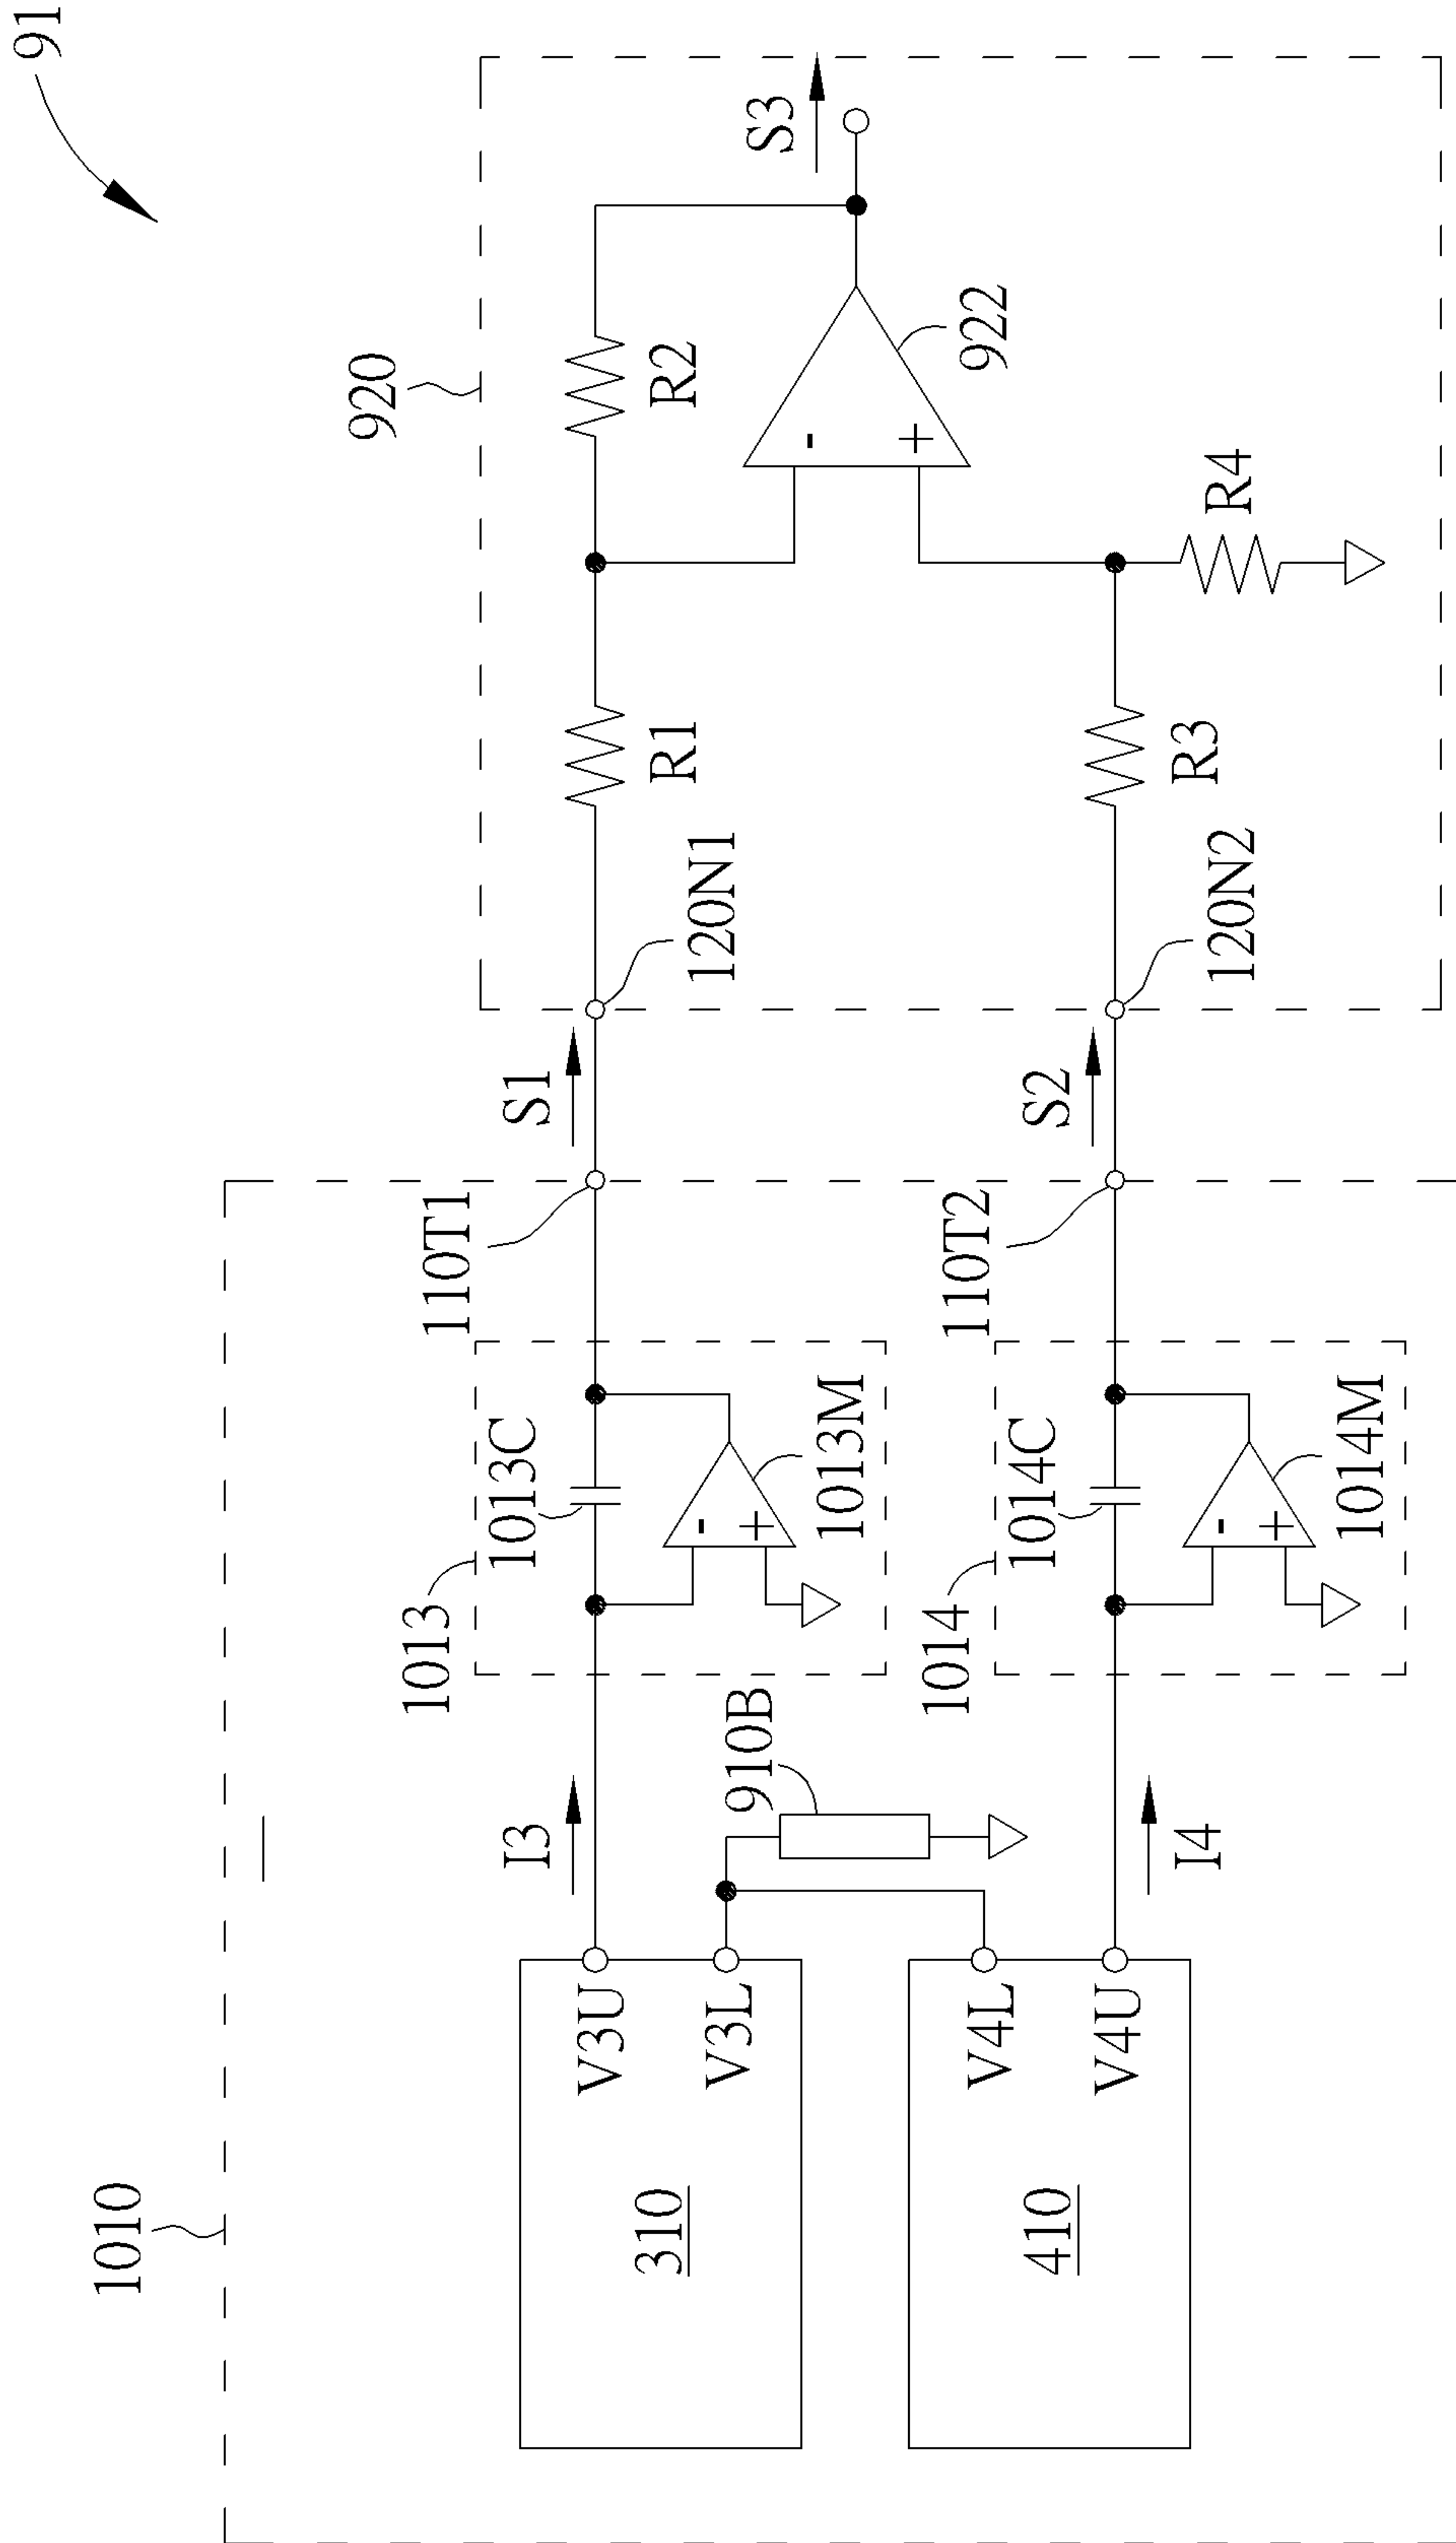 91
1010
920
S3
R2
922
R4
R1
R3
120N1
120N2
S1
S2
110T1
110T2
1013
1013C
1013M
1014
1014C
1014M
I3
910B
I4
V3U
V3L
V4L
V4U
310
410
-
+
-
+
-
+